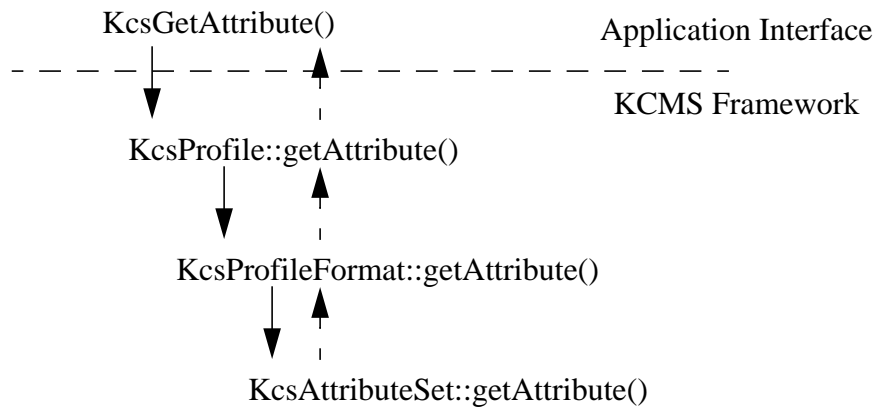 KcsGetAttribute()
Application Interface
KCMS Framework
KcsProfile::getAttribute()
KcsProfileFormat::getAttribute()
KcsAttributeSet::getAttribute()